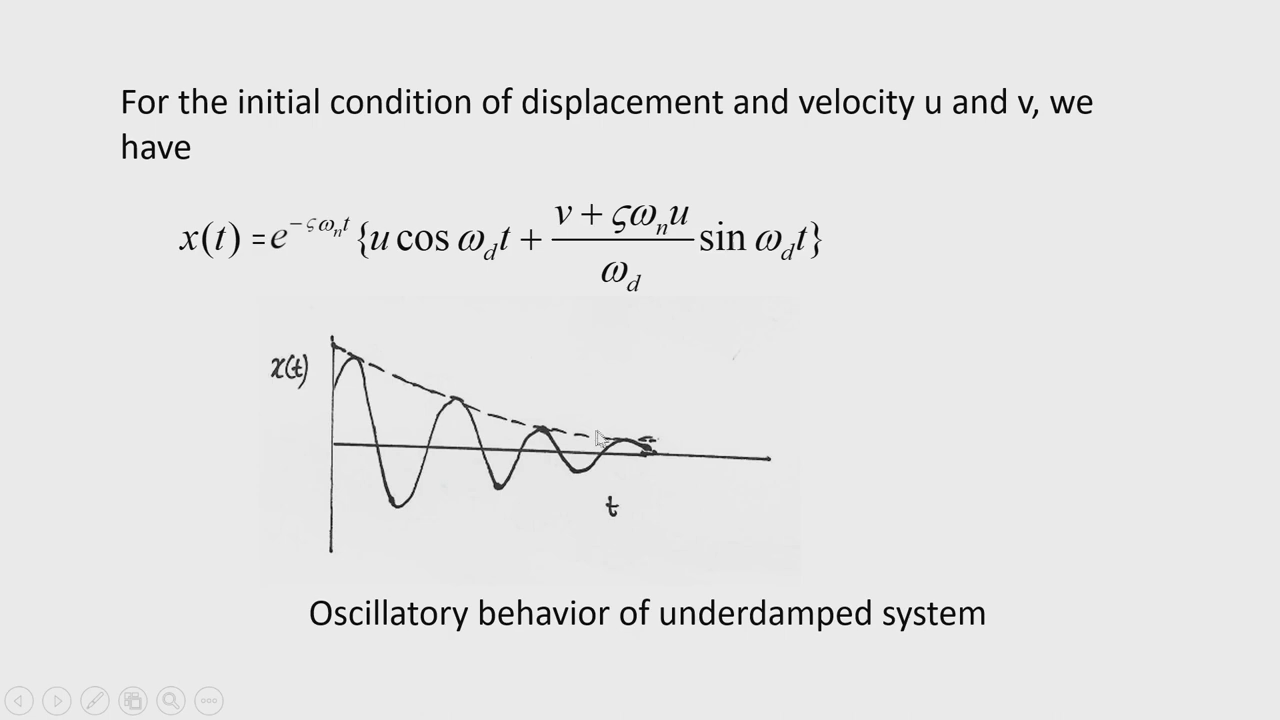 For the initial condition of displacement and velocity u and v, we
have
x(t) = e^{-ςω_n t} {u cos ω_d t + \frac{v + ςω_n u}{ω_d} sin ω_d t}
x(t)
t
Oscillatory behavior of underdamped system